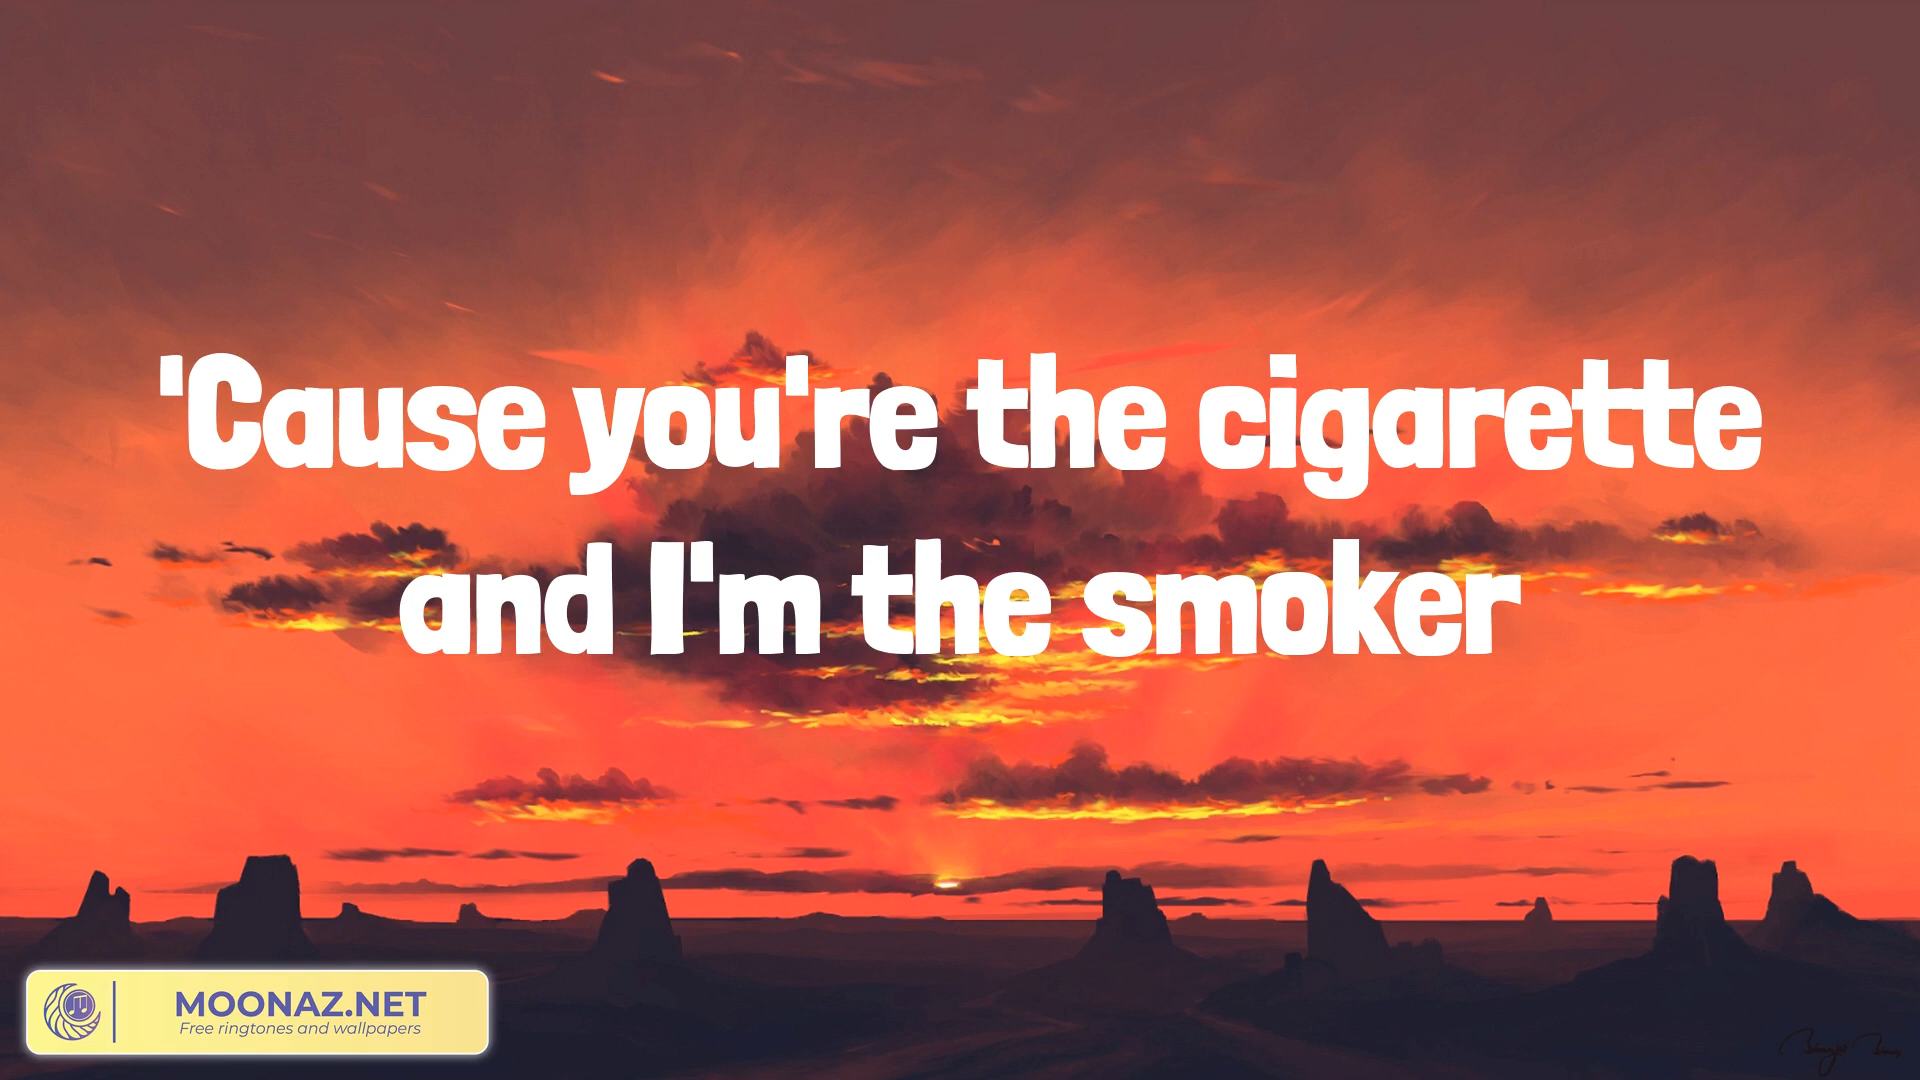 'Cause you're the cigarette
and I'm the smoker
MOONAZ.NET
Free ringtones and wallpapers